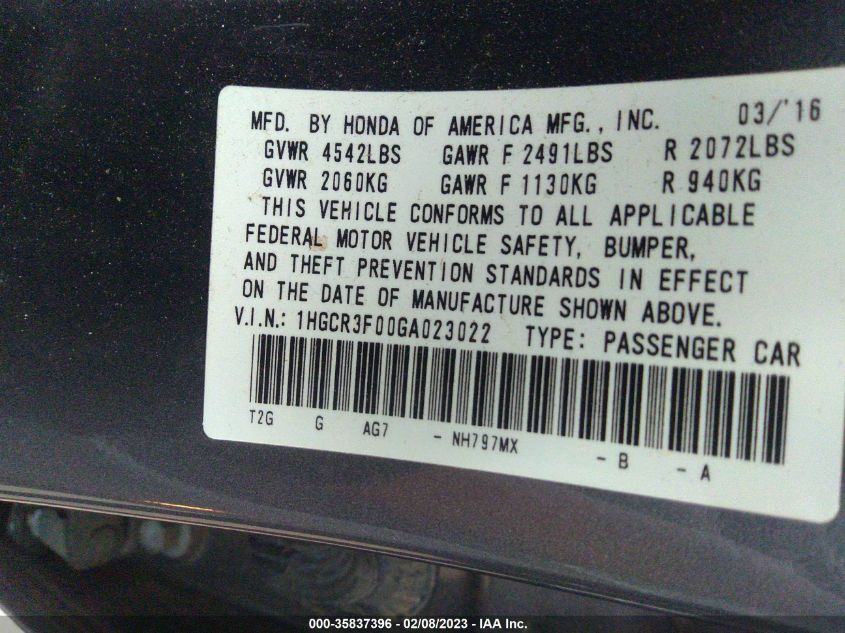 MFD. BY HONDA OF AMERICA MFG., INC. 03/'16
GVWR 4542LBS GAWR F 2491LBS R 2072LBS
GVWR 2060KG GAWR F 1130KG R 940KG
THIS VEHICLE CONFORMS TO ALL APPLICABLE
FEDERAL MOTOR VEHICLE SAFETY, BUMPER,
AND THEFT PREVENTION STANDARDS IN EFFECT
ON THE DATE OF MANUFACTURE SHOWN ABOVE.
V.I.N.: 1HGCR3F00GA023022 TYPE: PASSENGER CAR
T2G G AG7 - NH797MX - B - A
000-35837396 - 02/08/2023 - IAA Inc.